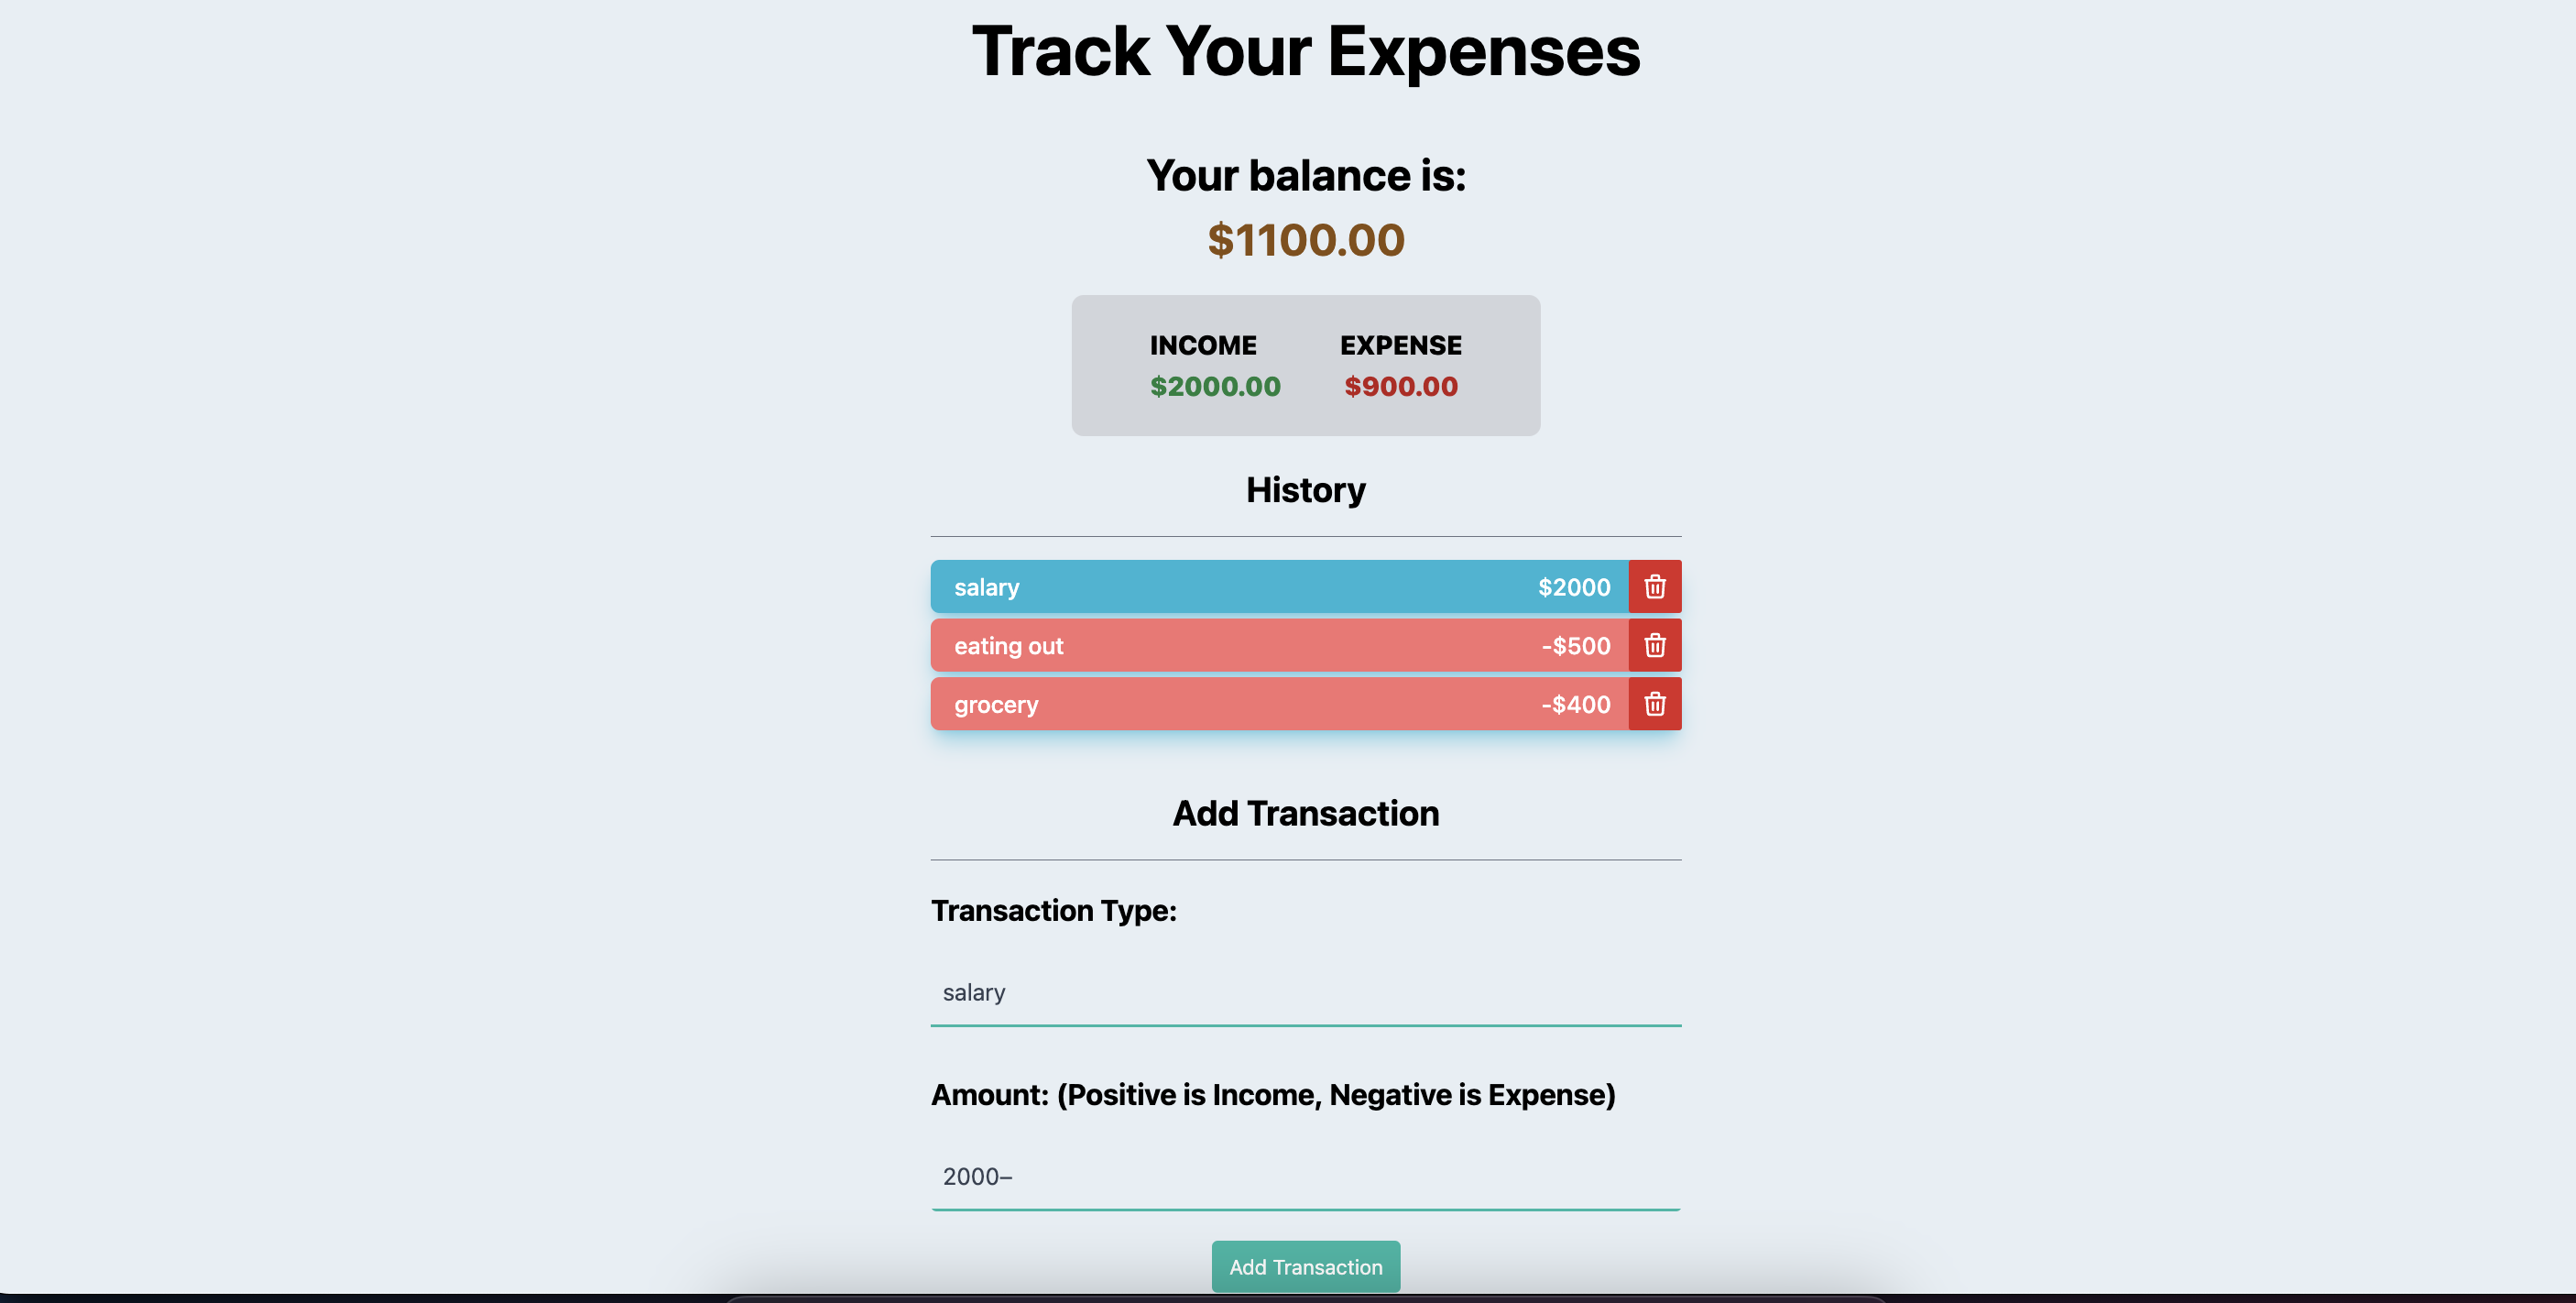 Track Your Expenses
Your balance is:
$1100.00
INCOME EXPENSE
$2000.00 $900.00
History
salary $2000
eating out -$500
grocery -$400
Add Transaction
Transaction Type:
salary
Amount: (Positive is Income, Negative is Expense)
2000–
Add Transaction